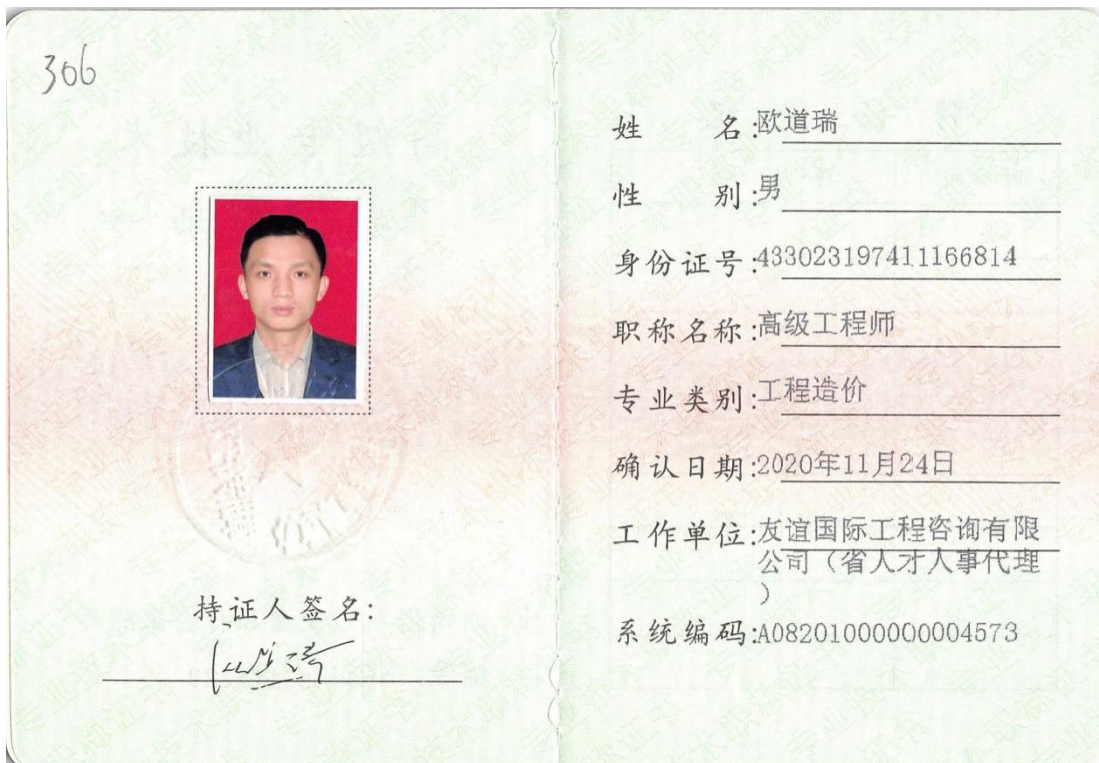 306
持证人签名:
姓 名:欧道瑞
性 别:男
身份证号:433023197411166814
职称名称:高级工程师
专业类别:工程造价
确认日期:2020年11月24日
工作单位:友谊国际工程咨询有限
公司（省人才人事代理
）
系统编码:A08201000000004573